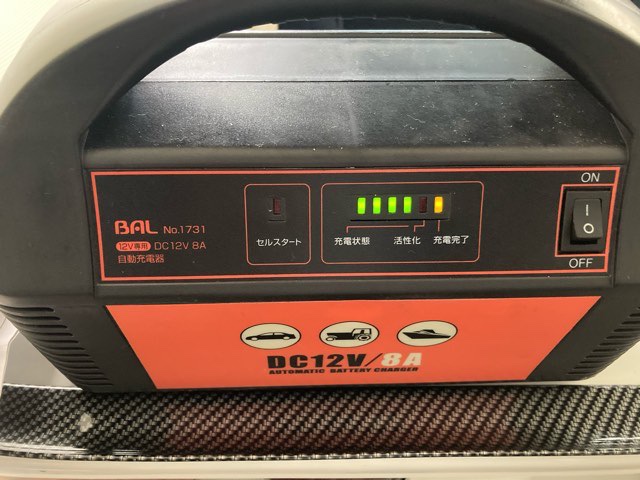 BAL No.1731
12V専用 DC12V 8A
自動充電器
セルスタート
充電状態 活性化 充電完了
ON
I
O
OFF
DC12V/8A
AUTOMATIC BATTERY CHARGER